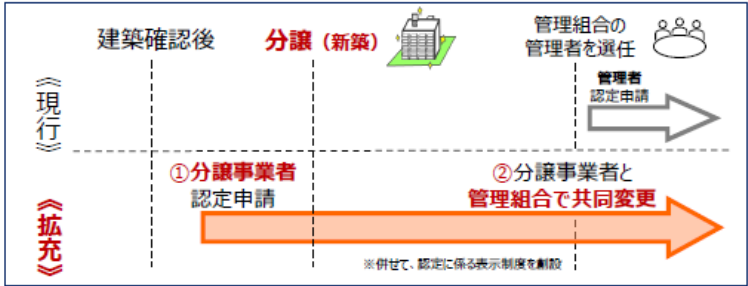 建築確認後
分譲（新築）
管理組合の
管理者を選任
《現行》
管理者
認定申請
《拡充》
①分譲事業者
認定申請
②分譲事業者と
管理組合で共同変更
※併せて、認定に係る表示制度を創設